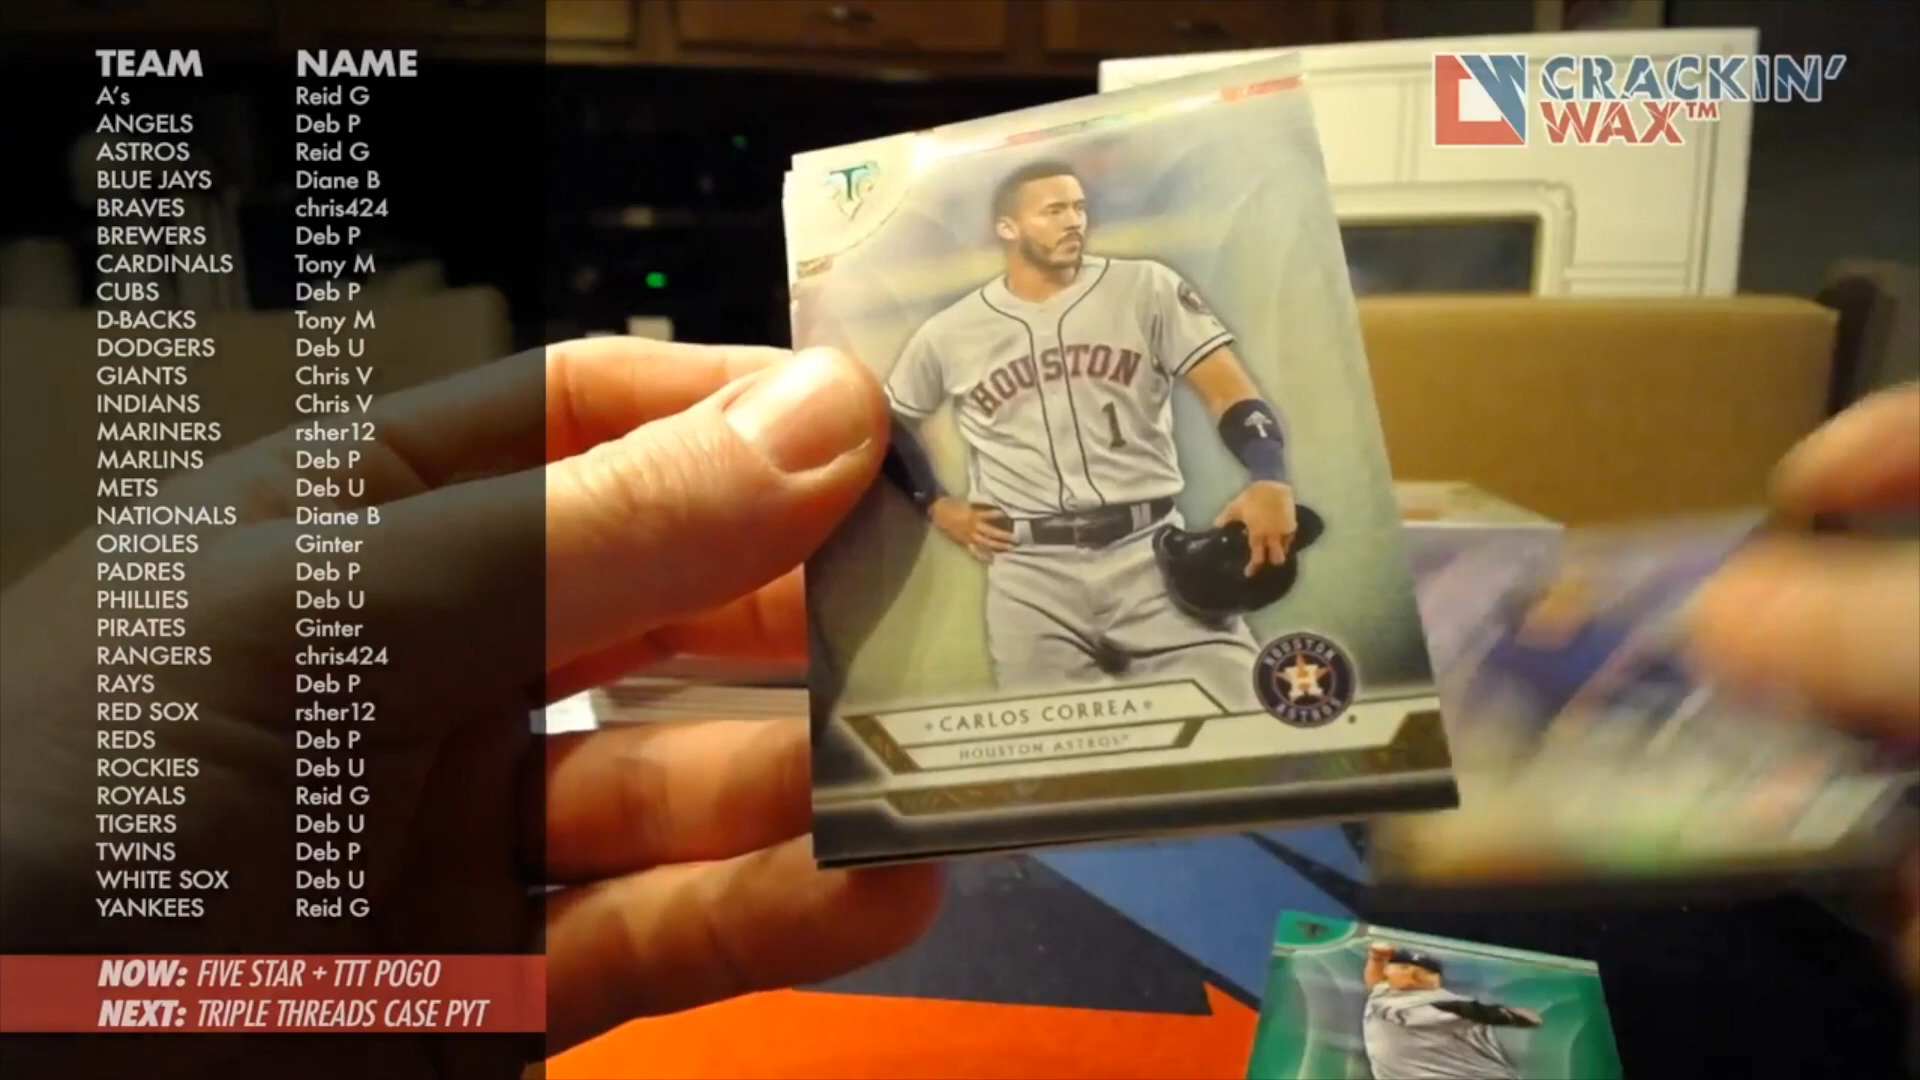 TEAM NAME
A's Reid G
ANGELS Deb P
ASTROS Reid G
BLUE JAYS Diane B
BRAVES chris424
BREWERS Deb P
CARDINALS Tony M
CUBS Deb P
D-BACKS Tony M
DODGERS Deb U
GIANTS Chris V
INDIANS Chris V
MARINERS rsher12
MARLINS Deb P
METS Deb U
NATIONALS Diane B
ORIOLES Ginter
PADRES Deb P
PHILLIES Deb U
PIRATES Ginter
RANGERS chris424
RAYS Deb P
RED SOX rsher12
REDS Deb P
ROCKIES Deb U
ROYALS Reid G
TIGERS Deb U
TWINS Deb P
WHITE SOX Deb U
YANKEES Reid G
NOW: FIVE STAR + TTT POGO
NEXT: TRIPLE THREADS CASE PYT
CW CRACKIN'
WAX™
T
HOUSTON
1
HOUSTON
H
ASTROS
CARLOS CORREA
HOUSTON ASTROS™